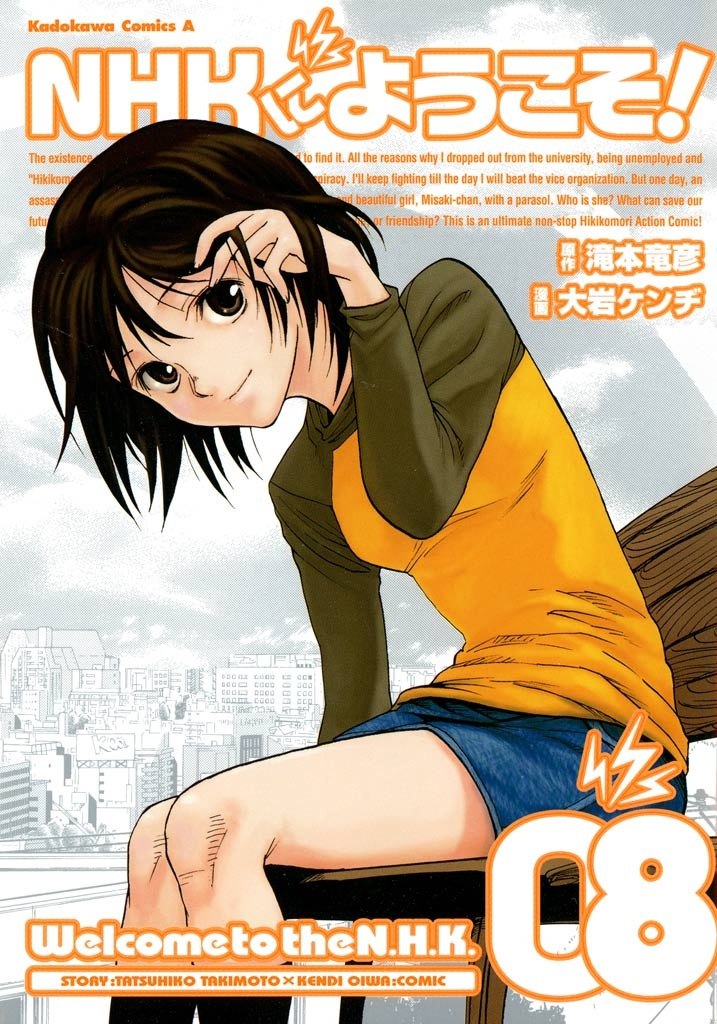 Kadokawa Comics A
NHKにようこそ!
The existence to find it. All the reasons why I dropped out from the university, being unemployed and
"Hikikomo piracy. I'll keep fighting till the day I will beat the vice organization. But one day, an
assas nd beautiful girl, Misaki-chan, with a parasol. Who is she? What can save our
futu or friendship? This is an ultimate non-stop Hikikomori Action Comic!
原作 滝本竜彦
漫画 大岩ケンヂ
08
Welcome to the N.H.K.
STORY:TATSUHIKO TAKIMOTO×KENDI OIWA:COMIC